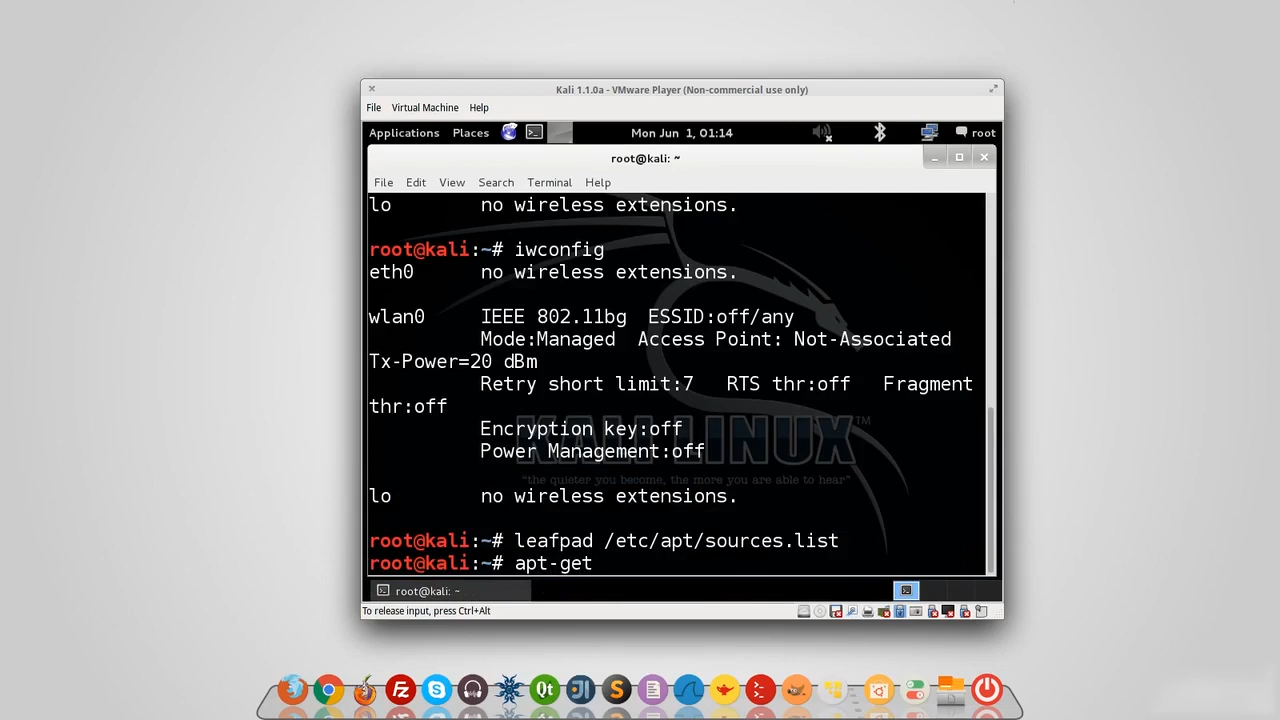 Kali 1.1.0a - VMware Player (Non-commercial use only)
File Virtual Machine Help
Applications Places Mon Jun 1, 01:14 root
root@kali: ~
File Edit View Search Terminal Help
lo no wireless extensions.
root@kali:~# iwconfig
eth0 no wireless extensions.
wlan0 IEEE 802.11bg ESSID:off/any
Mode:Managed Access Point: Not-Associated
Tx-Power=20 dBm
Retry short limit:7 RTS thr:off Fragment
thr:off
Encryption key:off
KALI LINUX™
Power Management:off
"the quieter you become, the more you are able to hear"
lo no wireless extensions.
root@kali:~# leafpad /etc/apt/sources.list
root@kali:~# apt-get
root@kali: ~
To release input, press Ctrl+Alt
FZ
S
Qt
S